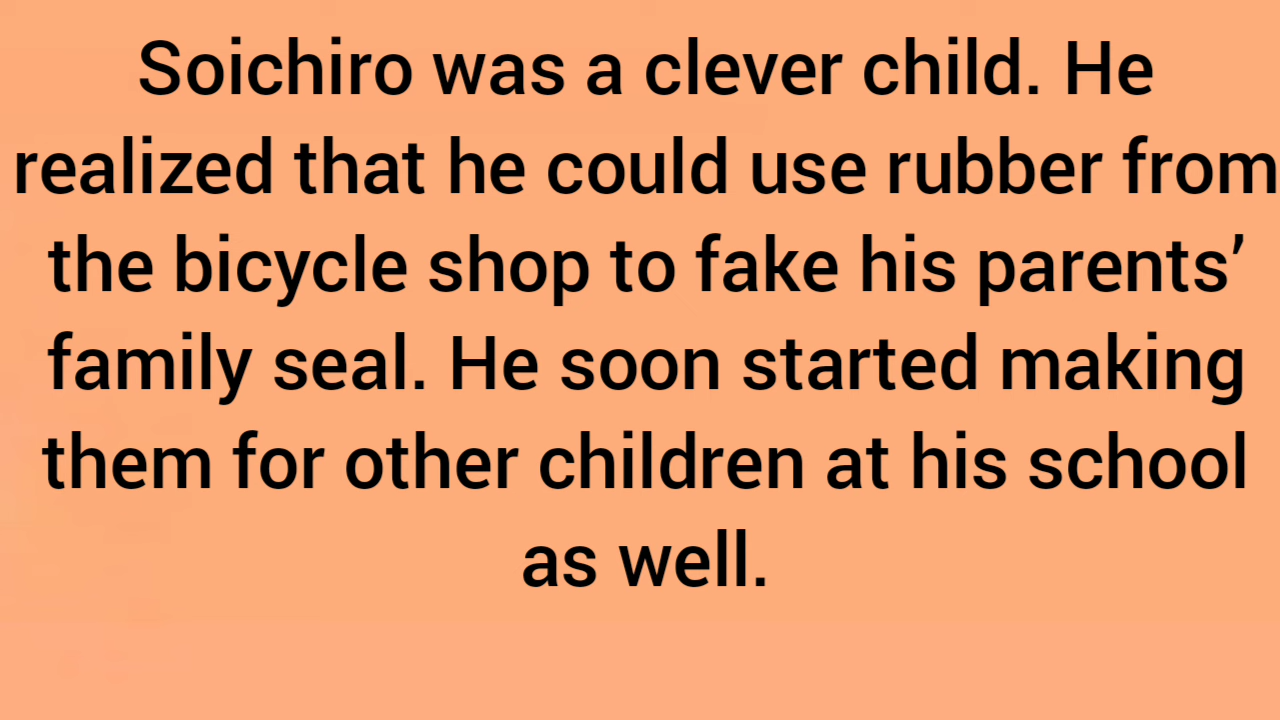 Soichiro was a clever child. He
realized that he could use rubber from
the bicycle shop to fake his parents’
family seal. He soon started making
them for other children at his school
as well.